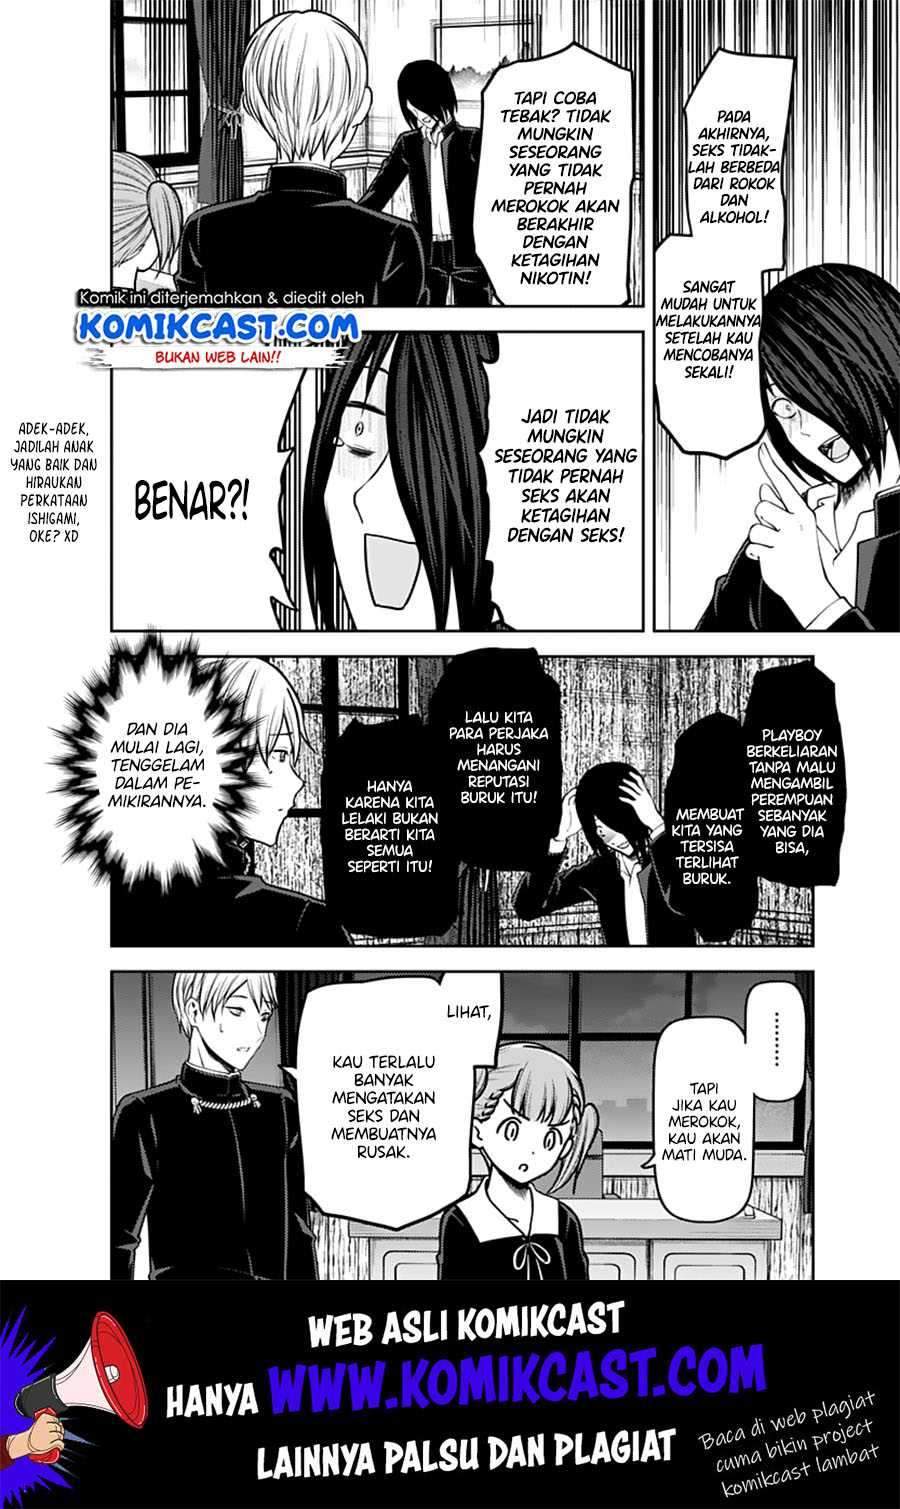 PADA
AKHIRNYA,
SEKS TIDAK-
LAH BERBEDA
DARI ROKOK
DAN
ALKOHOL!
SANGAT
MUDAH UNTUK
MELAKUKANNYA
SETELAH KAU
MENCOBANYA
SEKALI!
TAPI COBA
TEBAK? TIDAK
MUNGKIN
SESEORANG
YANG TIDAK
PERNAH
MEROKOK AKAN
BERAKHIR
DENGAN
KETAGIHAN
NIKOTIN!
Komik ini diterjemahkan & diedit oleh
KOMIKCAST.COM
BUKAN WEB LAIN!!
JADI TIDAK
MUNGKIN
SESEORANG YANG
TIDAK PERNAH
SEKS AKAN
KETAGIHAN
DENGAN SEKS!
BENAR?!
ADEK-ADEK,
JADILAH ANAK
YANG BAIK DAN
HIRAUKAN
PERKATAAN
ISHIGAMI,
OKE? XD
PLAYBOY
BERKELIARAN
TANPA MALU
MENGAMBIL
PEREMPUAN
SEBANYAK
YANG DIA
BISA,
MEMBUAT
KITA YANG
TERSISA
TERLIHAT
BURUK.
LALU KITA
PARA PERJAKA
HARUS
MENANGANI
REPUTASI
BURUK ITU!
HANYA
KARENA KITA
LELAKI BUKAN
BERARTI KITA
SEMUA
SEPERTI ITU!
DAN DIA
MULAI LAGI,
TENGGELAM
DALAM PE-
MIKIRANNYA.
.........
TAPI
JIKA KAU
MEROKOK,
KAU AKAN
MATI MUDA.
LIHAT,
KAU TERLALU
BANYAK
MENGATAKAN
SEKS DAN
MEMBUATNYA
RUSAK.
WEB ASLI KOMIKCAST
HANYA WWW.KOMIKCAST.COM
LAINNYA PALSU DAN PLAGIAT
Baca di web plagiat
cuma bikin project
komikcast lambat